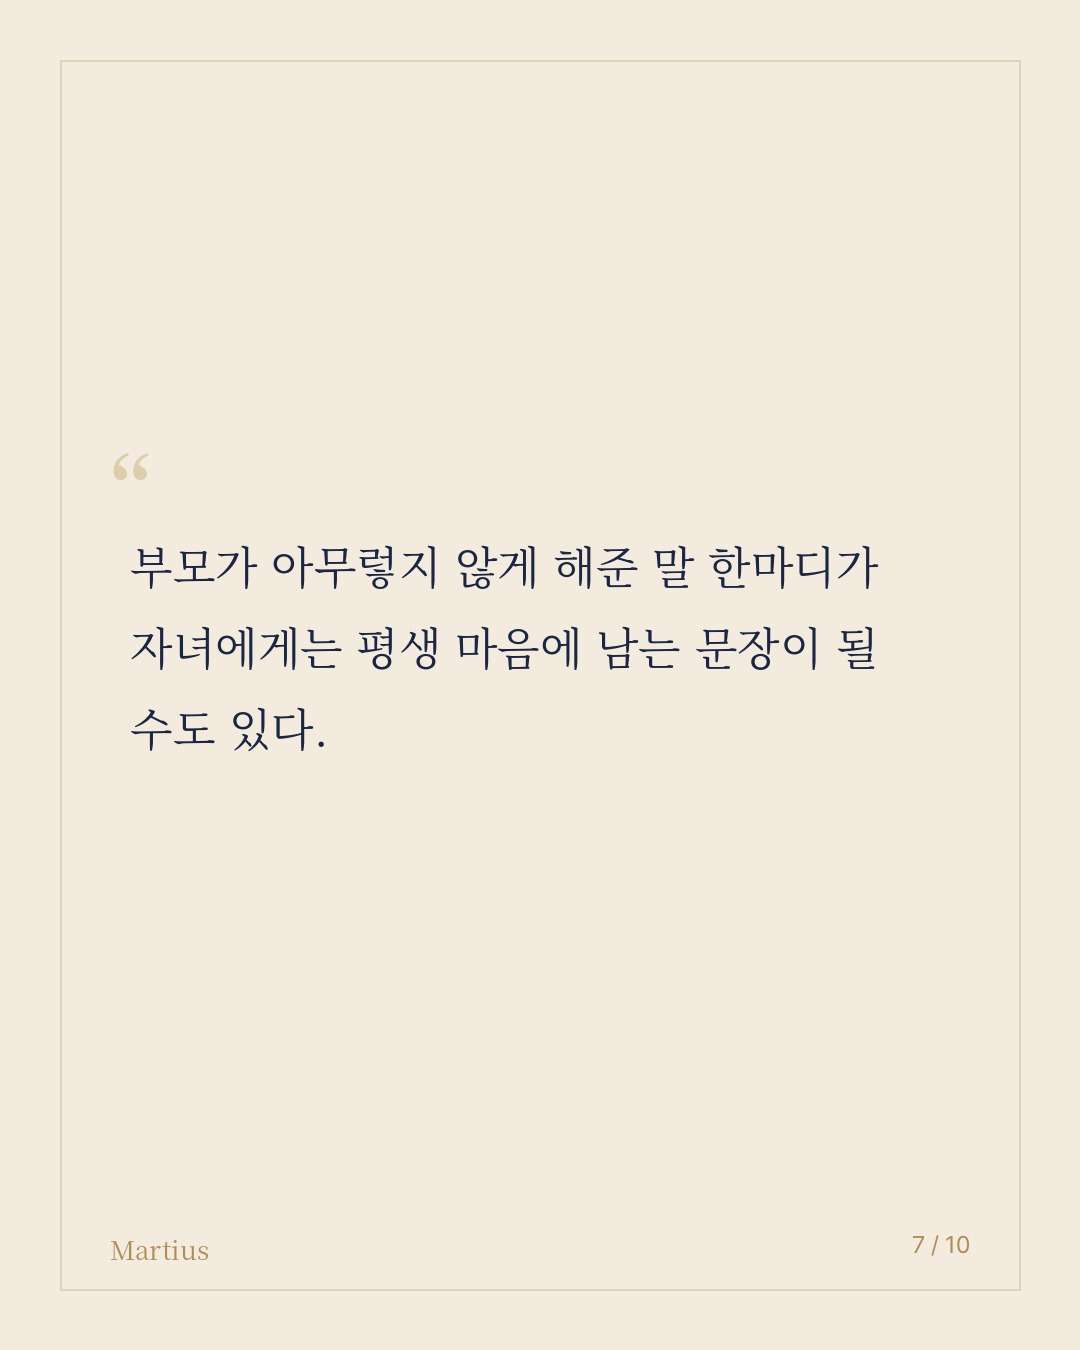 “
부모가 아무렇지 않게 해준 말 한마디가
자녀에게는 평생 마음에 남는 문장이 될
수도 있다.
Martius
7 / 10